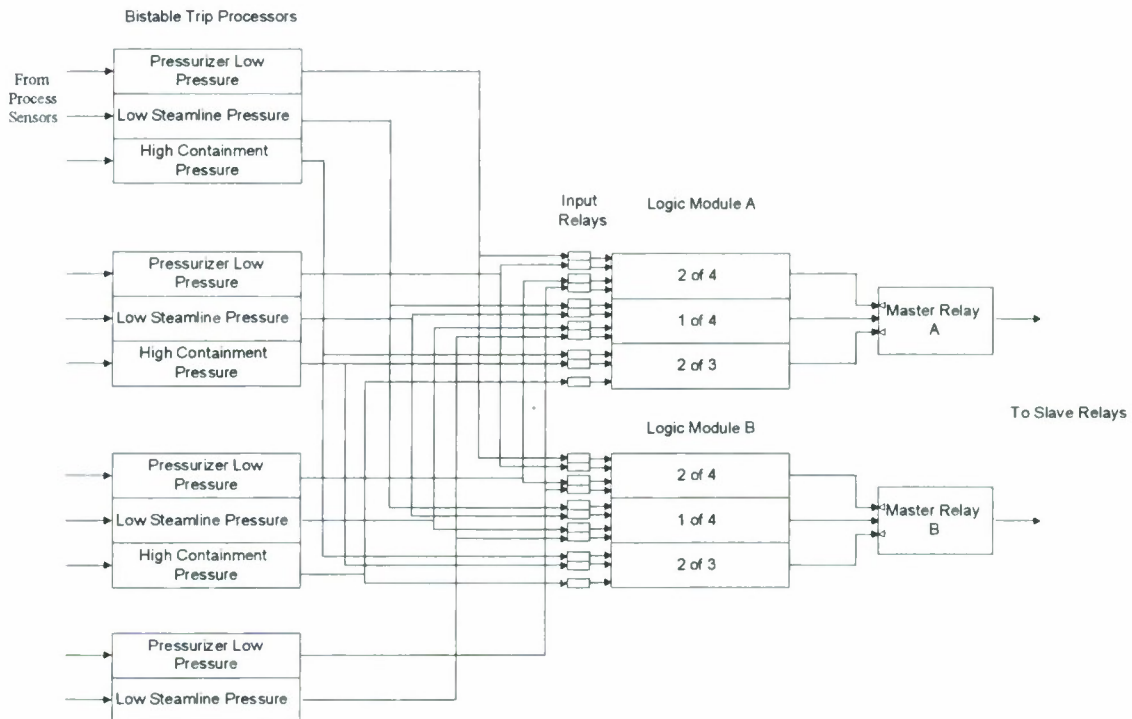 Bistable Trip Processors
From
Process
Sensors
Pressurizer Low
Pressure
Low Steamline Pressure
High Containment
Pressure
Pressurizer Low
Pressure
Low Steamline Pressure
High Containment
Pressure
Pressurizer Low
Pressure
Low Steamline Pressure
High Containment
Pressure
Pressurizer Low
Pressure
Low Steamline Pressure
Input
Relays
Logic Module A
2 of 4
1 of 4
2 of 3
Master Relay
A
Logic Module B
2 of 4
1 of 4
2 of 3
Master Relay
B
To Slave Relays